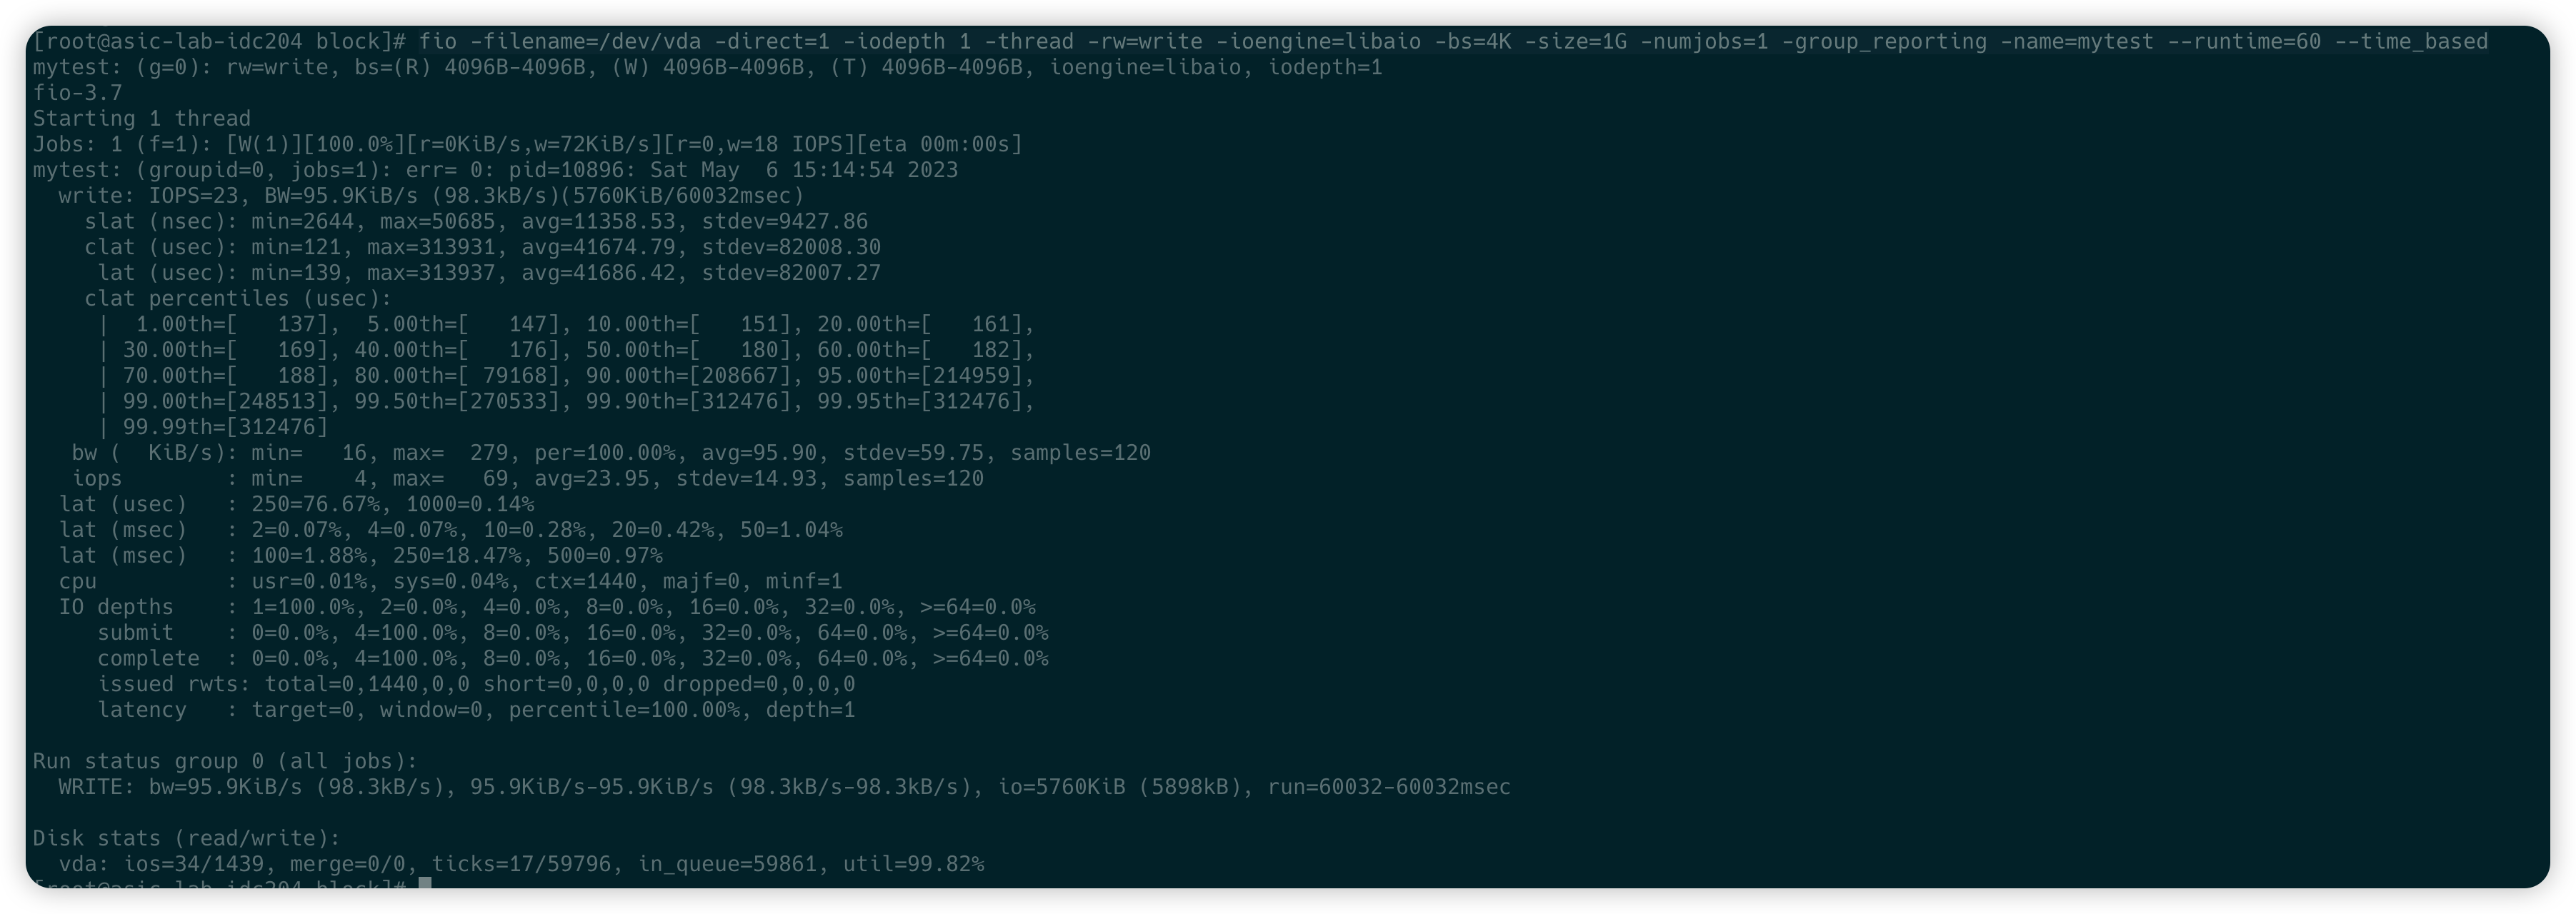 [root@asic-lab-idc204 block]# fio -filename=/dev/vda -direct=1 -iodepth 1 -thread -rw=write -ioengine=libaio -bs=4K -size=1G -numjobs=1 -group_reporting -name=mytest --runtime=60 --time_based
mytest: (g=0): rw=write, bs=(R) 4096B-4096B, (W) 4096B-4096B, (T) 4096B-4096B, ioengine=libaio, iodepth=1
fio-3.7
Starting 1 thread
Jobs: 1 (f=1): [W(1)][100.0%][r=0KiB/s,w=72KiB/s][r=0,w=18 IOPS][eta 00m:00s]
mytest: (groupid=0, jobs=1): err= 0: pid=10896: Sat May  6 15:14:54 2023
  write: IOPS=23, BW=95.9KiB/s (98.3kB/s)(5760KiB/60032msec)
    slat (nsec): min=2644, max=50685, avg=11358.53, stdev=9427.86
    clat (usec): min=121, max=313931, avg=41674.79, stdev=82008.30
     lat (usec): min=139, max=313937, avg=41686.42, stdev=82007.27
    clat percentiles (usec):
     |  1.00th=[   137],  5.00th=[   147], 10.00th=[   151], 20.00th=[   161],
     | 30.00th=[   169], 40.00th=[   176], 50.00th=[   180], 60.00th=[   182],
     | 70.00th=[   188], 80.00th=[ 79168], 90.00th=[208667], 95.00th=[214959],
     | 99.00th=[248513], 99.50th=[270533], 99.90th=[312476], 99.95th=[312476],
     | 99.99th=[312476]
   bw (  KiB/s): min=   16, max=  279, per=100.00%, avg=95.90, stdev=59.75, samples=120
   iops        : min=    4, max=   69, avg=23.95, stdev=14.93, samples=120
  lat (usec)   : 250=76.67%, 1000=0.14%
  lat (msec)   : 2=0.07%, 4=0.07%, 10=0.28%, 20=0.42%, 50=1.04%
  lat (msec)   : 100=1.88%, 250=18.47%, 500=0.97%
  cpu          : usr=0.01%, sys=0.04%, ctx=1440, majf=0, minf=1
  IO depths    : 1=100.0%, 2=0.0%, 4=0.0%, 8=0.0%, 16=0.0%, 32=0.0%, >=64=0.0%
     submit    : 0=0.0%, 4=100.0%, 8=0.0%, 16=0.0%, 32=0.0%, 64=0.0%, >=64=0.0%
     complete  : 0=0.0%, 4=100.0%, 8=0.0%, 16=0.0%, 32=0.0%, 64=0.0%, >=64=0.0%
     issued rwts: total=0,1440,0,0 short=0,0,0,0 dropped=0,0,0,0
     latency   : target=0, window=0, percentile=100.00%, depth=1
Run status group 0 (all jobs):
  WRITE: bw=95.9KiB/s (98.3kB/s), 95.9KiB/s-95.9KiB/s (98.3kB/s-98.3kB/s), io=5760KiB (5898kB), run=60032-60032msec
Disk stats (read/write):
  vda: ios=34/1439, merge=0/0, ticks=17/59796, in_queue=59861, util=99.82%
[root@asic-lab-idc204 block]#